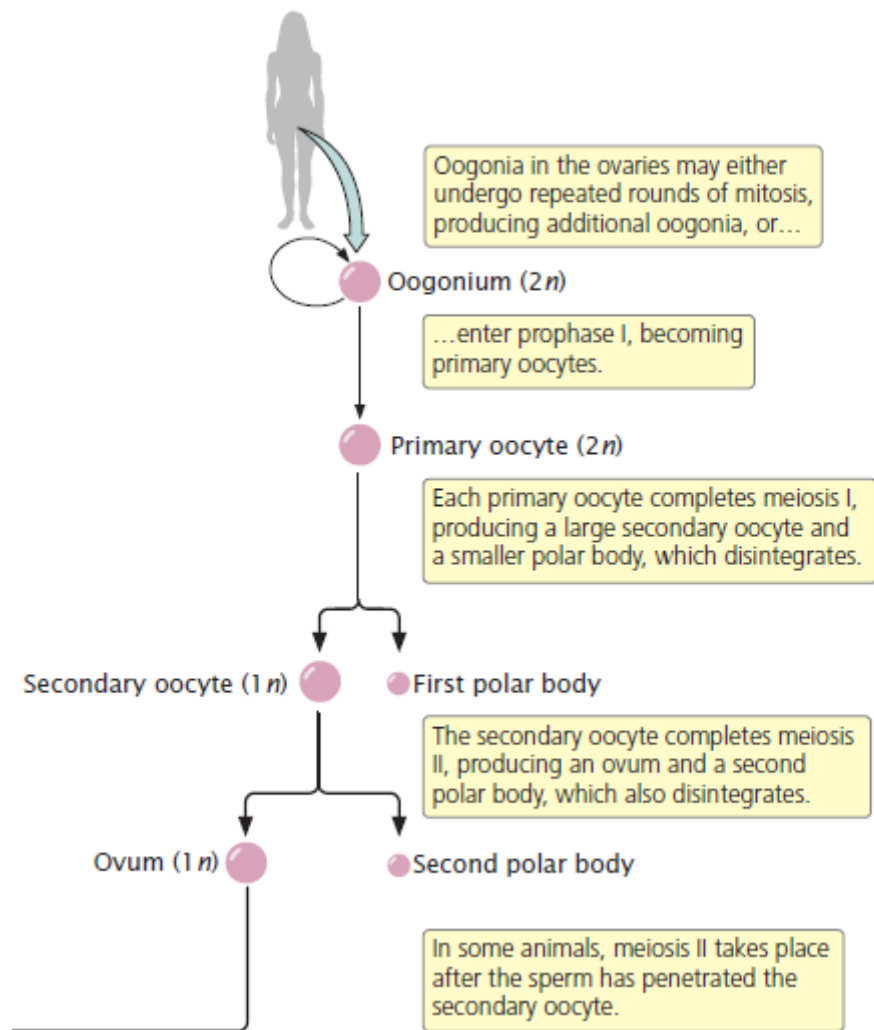 Oogonia in the ovaries may either
undergo repeated rounds of mitosis,
producing additional oogonia, or…
Oogonium (2n)
…enter prophase I, becoming
primary oocytes.
Primary oocyte (2n)
Each primary oocyte completes meiosis I,
producing a large secondary oocyte and
a smaller polar body, which disintegrates.
Secondary oocyte (1n)
First polar body
The secondary oocyte completes meiosis
II, producing an ovum and a second
polar body, which also disintegrates.
Ovum (1n)
Second polar body
In some animals, meiosis II takes place
after the sperm has penetrated the
secondary oocyte.